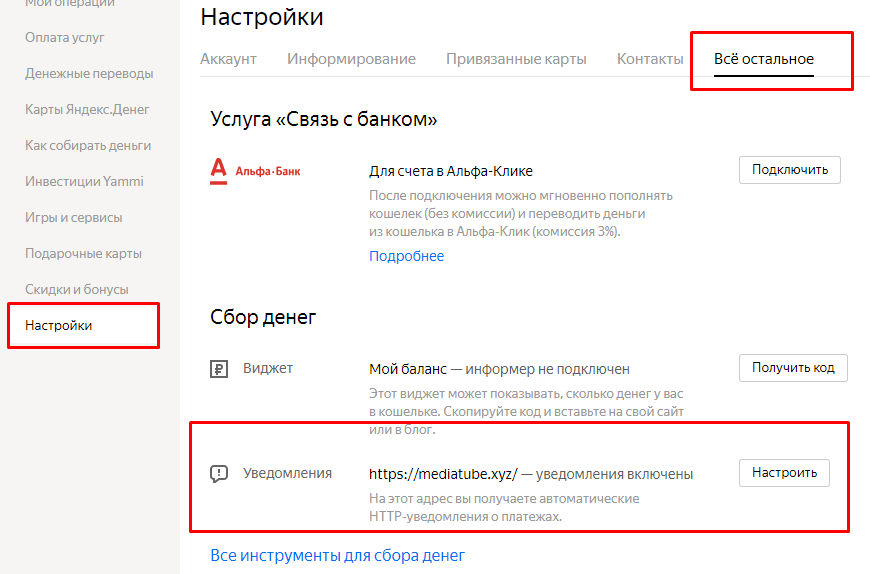 Мои операции
Оплата услуг
Денежные переводы
Карты Яндекс.Денег
Как собирать деньги
Инвестиции Yammi
Игры и сервисы
Подарочные карты
Скидки и бонусы
Настройки
Настройки
Аккаунт Информирование Привязанные карты Контакты Всё остальное
Услуга «Связь с банком»
Альфа·Банк
Для счета в Альфа-Клике
Подключить
После подключения можно мгновенно пополнять
кошелек (без комиссии) и переводить деньги
из кошелька в Альфа-Клик (комиссия 3%).
Подробнее
Сбор денег
Виджет
Мой баланс — информер не подключен
Получить код
Этот виджет может показывать, сколько денег у вас
в кошельке. Скопируйте код и вставьте на свой сайт
или в блог.
Уведомления
https://mediatube.xyz/ — уведомления включены
Настроить
На этот адрес вы получаете автоматические
HTTP-уведомления о платежах.
Все инструменты для сбора денег